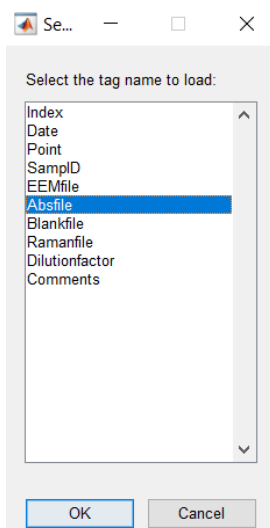 Se...
Select the tag name to load:
Index
Date
Point
SampID
EEMfile
Absfile
Blankfile
Ramanfile
Dilutionfactor
Comments
OK Cancel